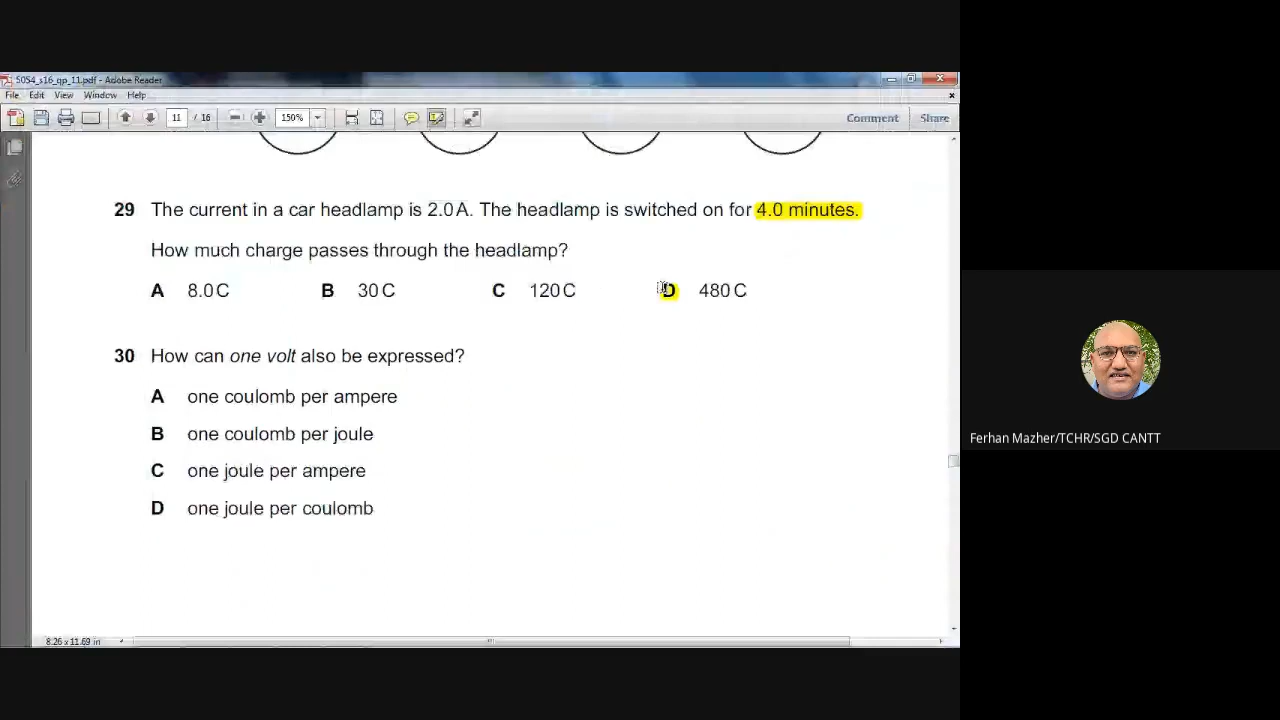 5054_s16_qp_11.pdf - Adobe Reader
File Edit View Window Help
11 / 16 150% Comment Share
29 The current in a car headlamp is 2.0 A. The headlamp is switched on for 4.0 minutes.
How much charge passes through the headlamp?
A 8.0 C B 30 C C 120 C D 480 C
30 How can one volt also be expressed?
A one coulomb per ampere
B one coulomb per joule
C one joule per ampere
D one joule per coulomb
8.26 x 11.69 in
Ferhan Mazher/TCHR/SGD CANTT